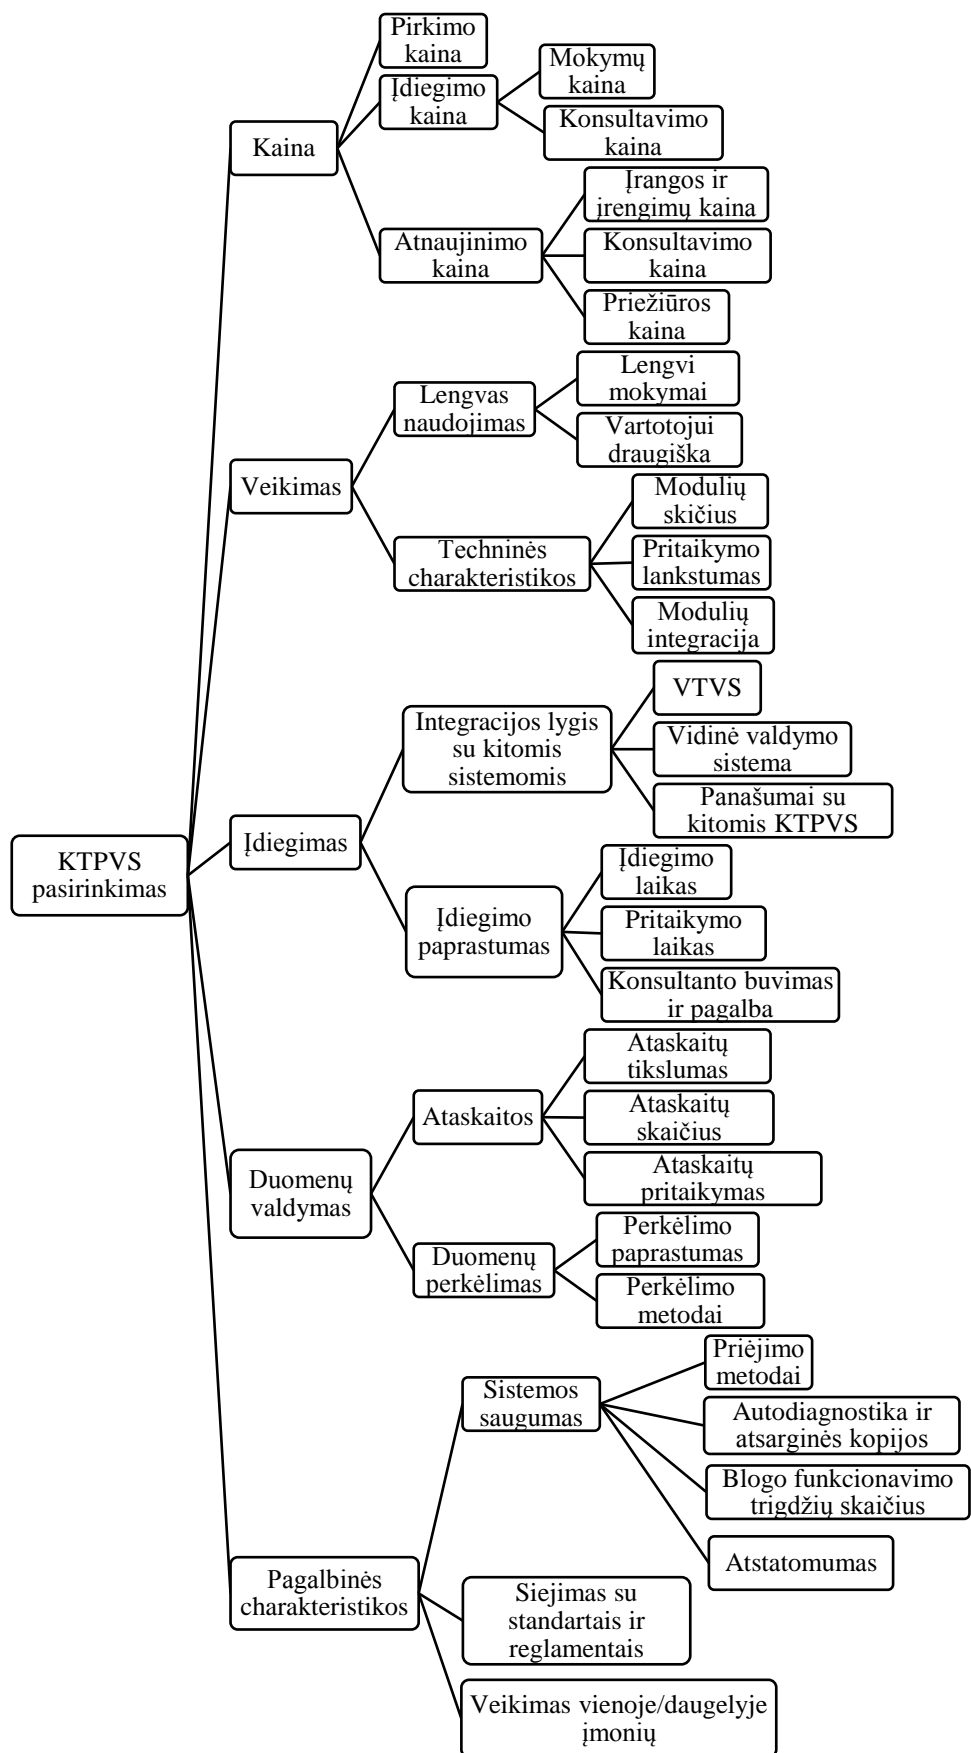 Pirkimo
kaina
Įdiegimo
kaina
Mokymų
kaina
Konsultavimo
kaina
Kaina
Įrangos ir
įrengimų kaina
Atnaujinimo
kaina
Konsultavimo
kaina
Priežiūros
kaina
Lengvas
naudojimas
Lengvi
mokymai
Vartotojui
draugiška
Veikimas
Techninės
charakteristikos
Modulių
skičius
Pritaikymo
lankstumas
Modulių
integracija
Integracijos lygis
su kitomis
sistemomis
VTVS
Vidinė valdymo
sistema
Panašumai su
kitomis KTPVS
KTPVS
pasirinkimas
Įdiegimas
Įdiegimo
paprastumas
Įdiegimo
laikas
Pritaikymo
laikas
Konsultanto buvimas
ir pagalba
Ataskaitos
Ataskaitų
tikslumas
Ataskaitų
skaičius
Ataskaitų
pritaikymas
Duomenų
valdymas
Duomenų
perkėlimas
Perkėlimo
paprastumas
Perkėlimo
metodai
Sistemos
saugumas
Priėjimo
metodai
Autodiagnostika ir
atsarginės kopijos
Blogo funkcionavimo
trigdžių skaičius
Atstatomumas
Pagalbinės
charakteristikos
Siejimas su
standartais ir
reglamentais
Veikimas vienoje/daugelyje
įmonių